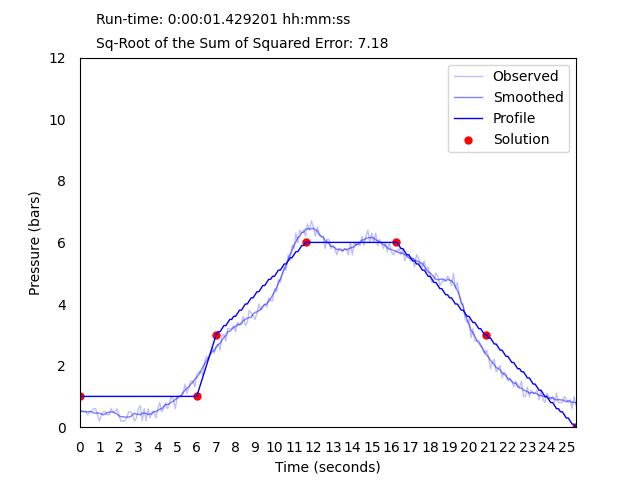 Run-time: 0:00:01.429201 hh:mm:ss
Sq-Root of the Sum of Squared Error: 7.18
12
10
8
6
4
2
0
Pressure (bars)
Observed
Smoothed
Profile
Solution
0 1 2 3 4 5 6 7 8 9 10 11 12 13 14 15 16 17 18 19 20 21 22 23 24 25
Time (seconds)